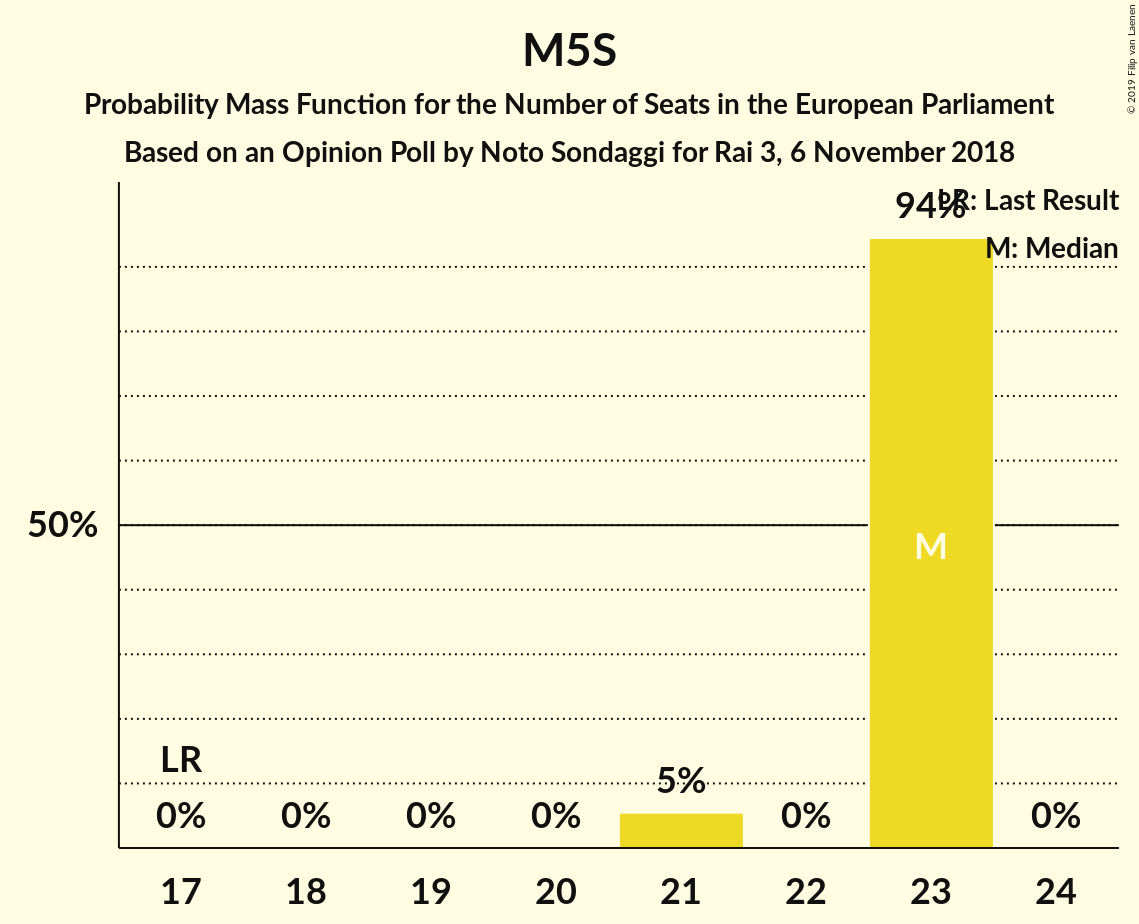 M5S
Probability Mass Function for the Number of Seats in the European Parliament
Based on an Opinion Poll by Noto Sondaggi for Rai 3, 6 November 2018
© 2019 Filip van Laenen
LR: Last Result
M: Median
94%
50%
M
LR
5%
0% 0% 0% 0% 0% 0%
17 18 19 20 21 22 23 24